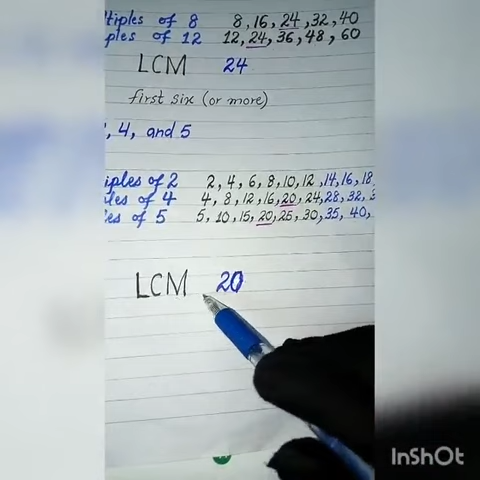 tiples of 8 8, 16, 24, 32, 40
ples of 12 12, 24, 36, 48, 60
LCM 24
first six (or more)
, 4, and 5
iples of 2 2, 4, 6, 8, 10, 12, 14, 16, 18
les of 4 4, 8, 12, 16, 20, 24, 28, 32, 3
es of 5 5, 10, 15, 20, 25, 30, 35, 40,
LCM 20
InShOt